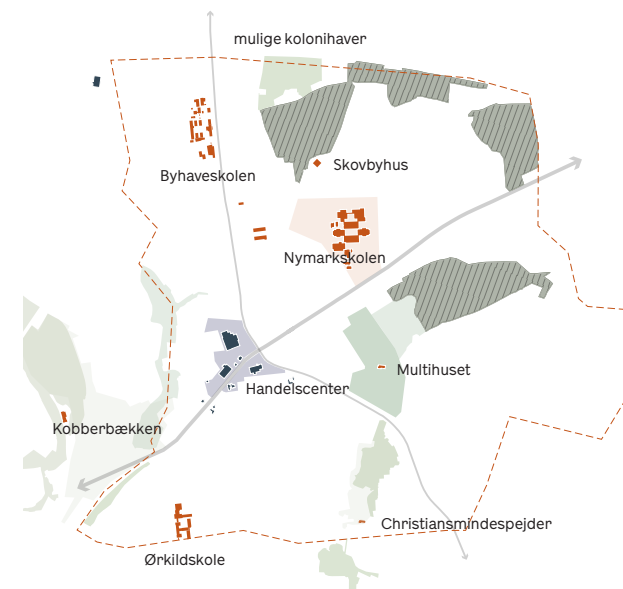 mulige kolonihaver
Skovbyhus
Byhaveskolen
Nymarkskolen
Multihuset
Handelscenter
Kobberbækken
Christiansmindespejder
Ørkildskole